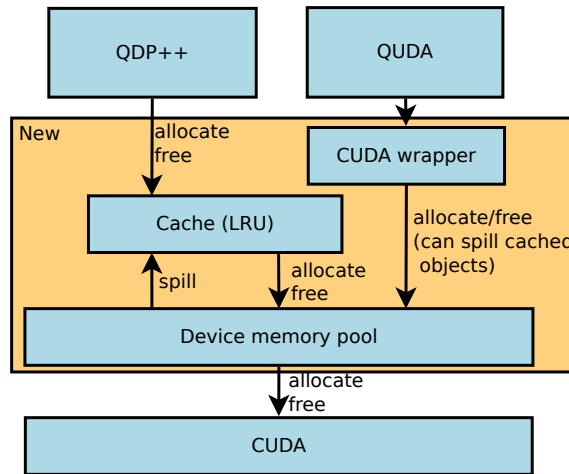 QDP++
QUDA
New
allocate
free
CUDA wrapper
Cache (LRU)
allocate/free
(can spill cached
objects)
spill
allocate
free
Device memory pool
allocate
free
CUDA